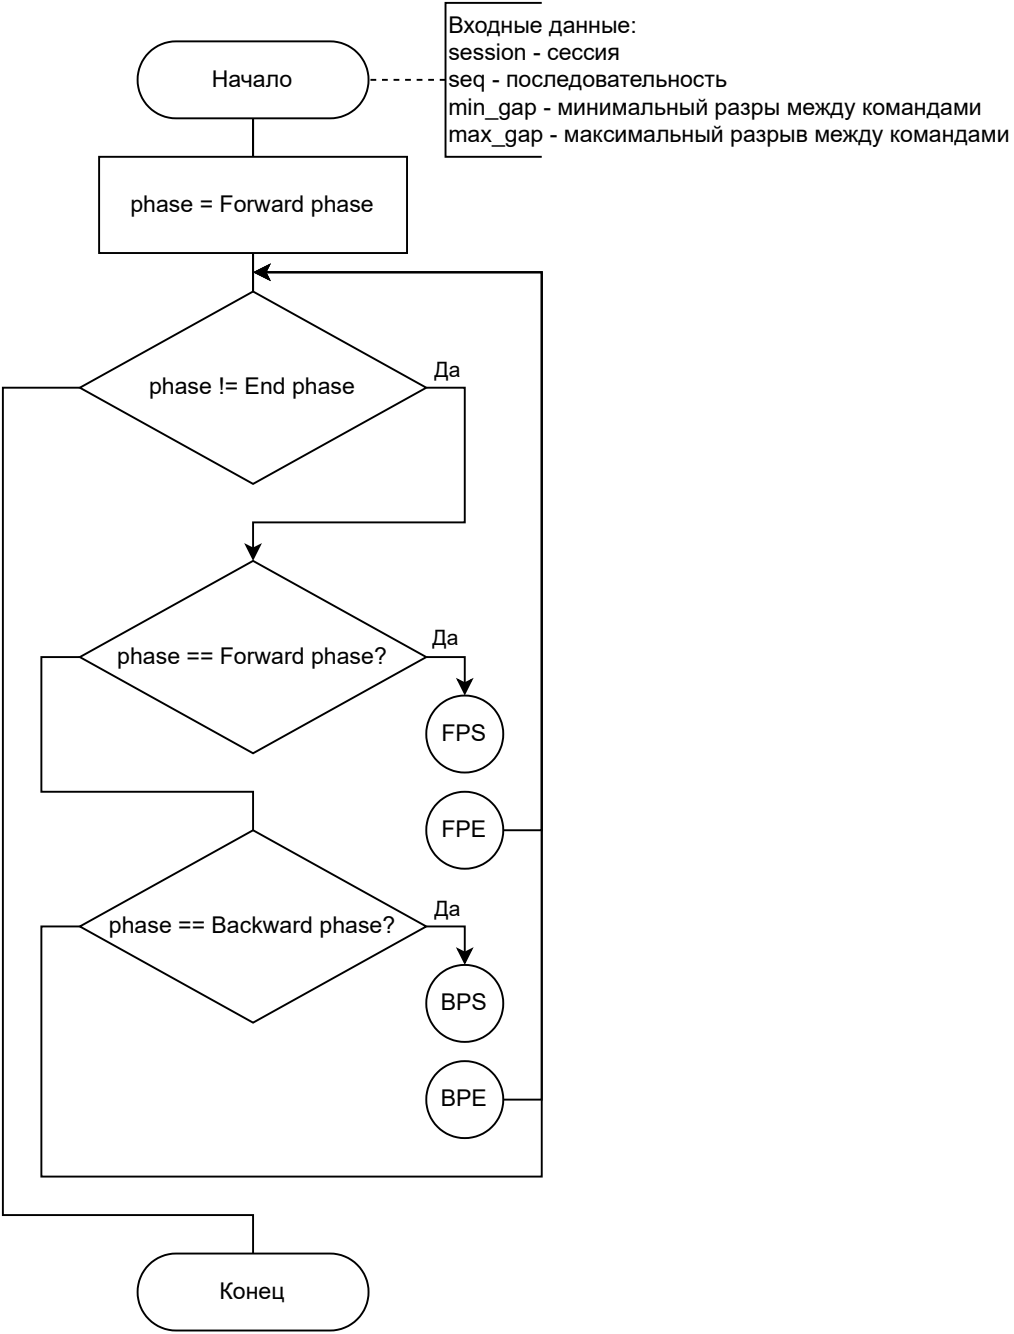 Входные данные:
session - сессия
seq - последовательность
min_gap - минимальный разры между командами
max_gap - максимальный разрыв между командами
Начало
phase = Forward phase
phase != End phase
Да
phase == Forward phase?
Да
FPS
FPE
phase == Backward phase?
Да
BPS
BPE
Конец